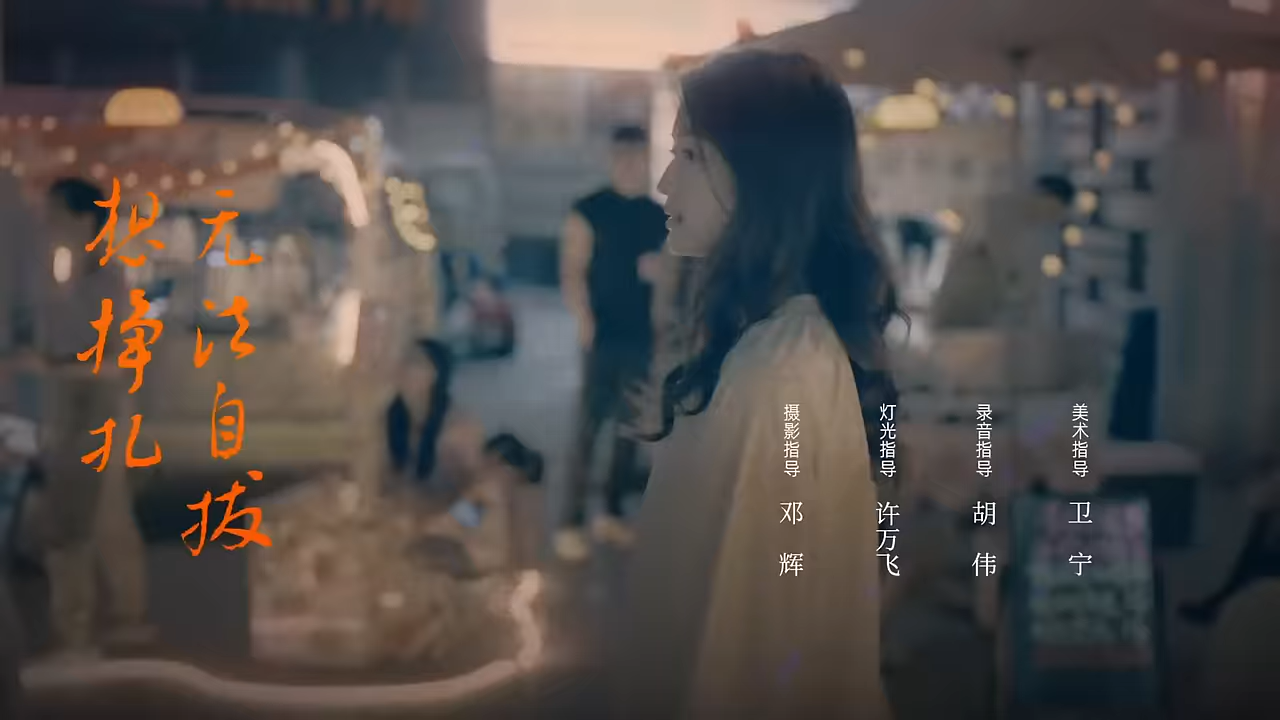 想挣扎
无法自拔
摄影指导
邓辉
灯光指导
许万飞
录音指导
胡伟
美术指导
卫宁